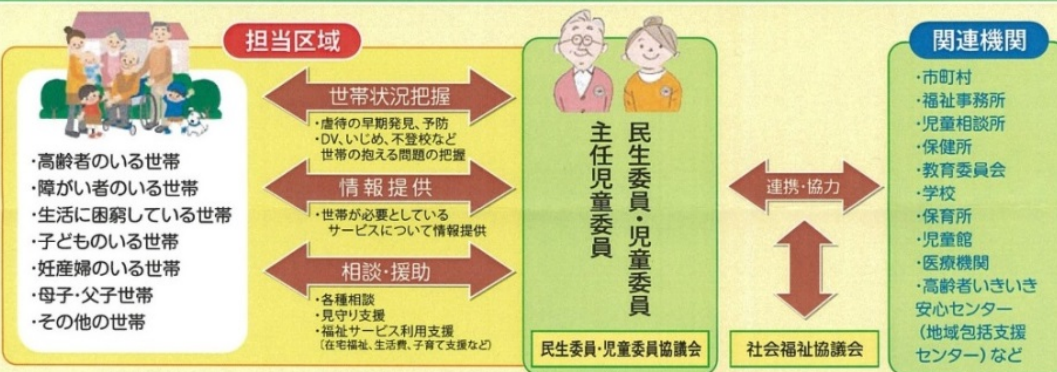 担当区域
・高齢者のいる世帯
・障がい者のいる世帯
・生活に困窮している世帯
・子どものいる世帯
・妊産婦のいる世帯
・母子・父子世帯
・その他の世帯
世帯状況把握
・虐待の早期発見、予防
・DV、いじめ、不登校など
世帯の抱える問題の把握
情報提供
・世帯が必要としている
サービスについて情報提供
相談・援助
・各種相談
・見守り支援
・福祉サービス利用支援
(在宅福祉、生活費、子育て支援など)
民生委員・児童委員
主任児童委員
民生委員・児童委員協議会
連携・協力
社会福祉協議会
関連機関
・市町村
・福祉事務所
・児童相談所
・保健所
・教育委員会
・学校
・保育所
・児童館
・医療機関
・高齢者いきいき
安心センター
(地域包括支援
センター)など